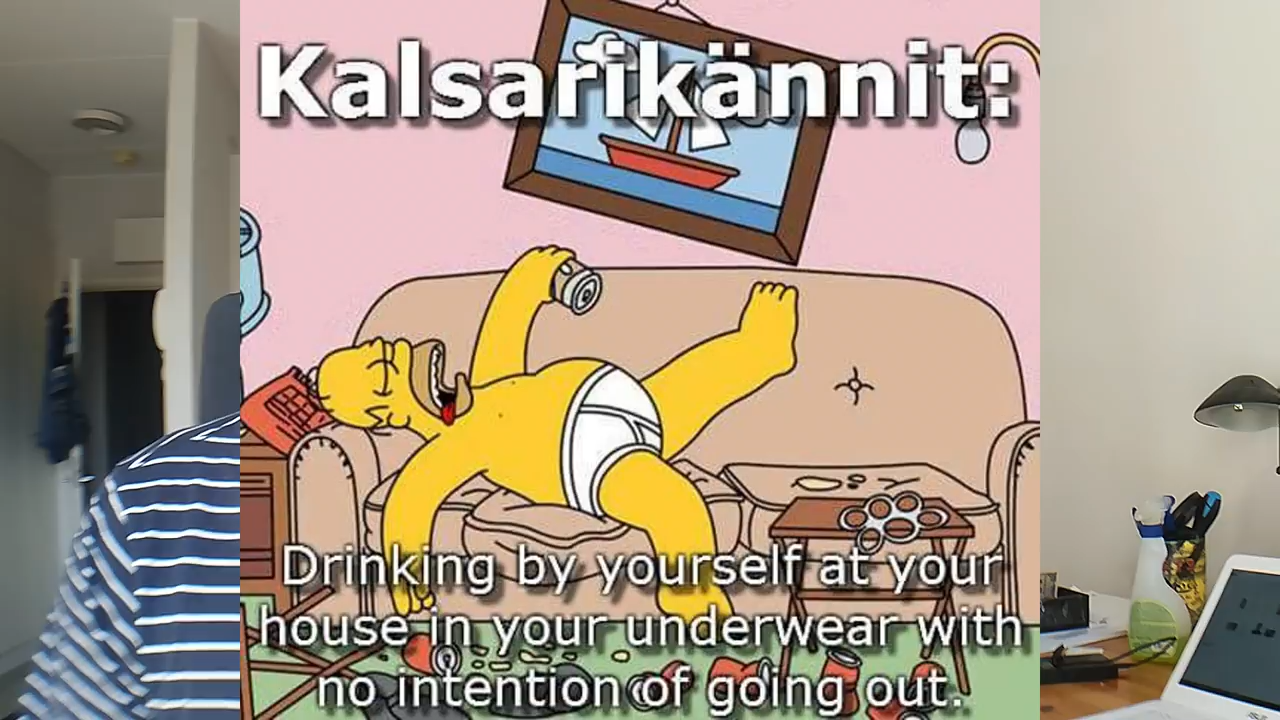 Kalsarikännit:
Drinking by yourself at your
house in your underwear with
no intention of going out.